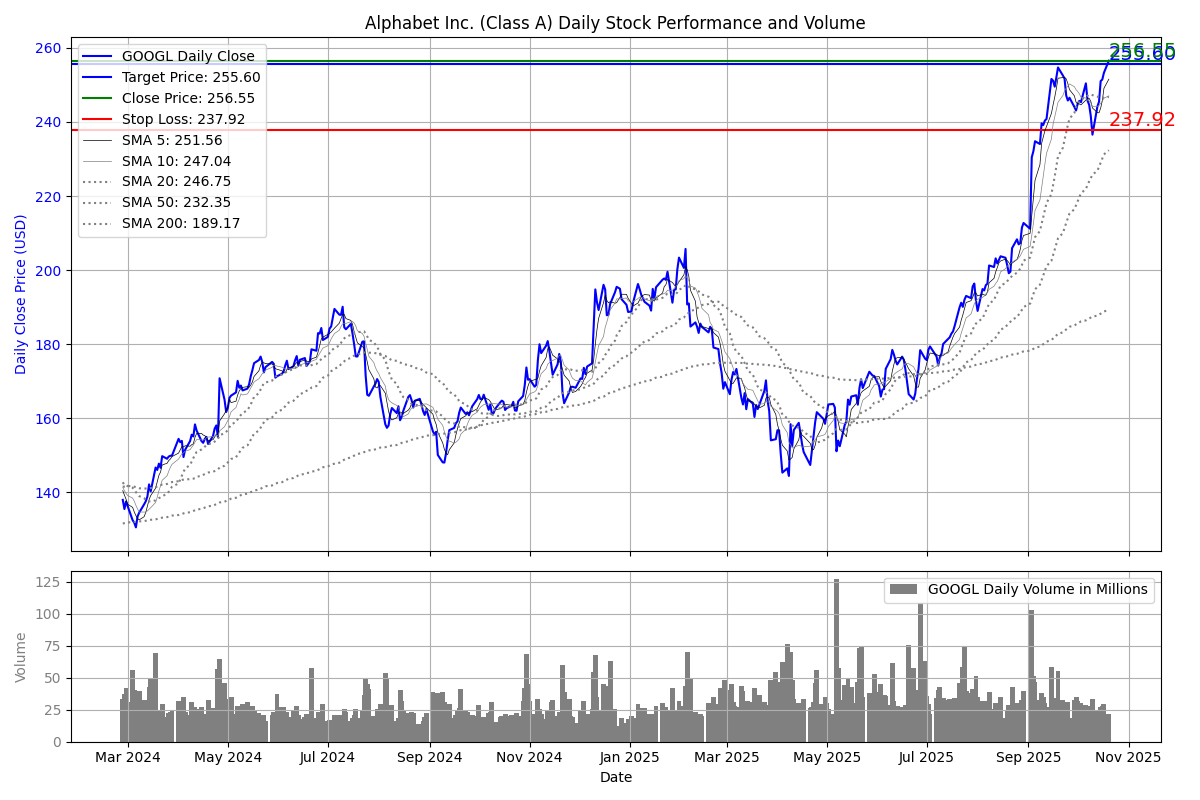 Alphabet Inc. (Class A) Daily Stock Performance and Volume
Daily Close Price (USD)
260
240
220
200
180
160
140
GOOGL Daily Close
Target Price: 255.60
Close Price: 256.55
Stop Loss: 237.92
SMA 5: 251.56
SMA 10: 247.04
SMA 20: 246.75
SMA 50: 232.35
SMA 200: 189.17
256.55
255.60
237.92
Volume
125
100
75
50
25
0
GOOGL Daily Volume in Millions
Mar 2024
May 2024
Jul 2024
Sep 2024
Nov 2024
Jan 2025
Mar 2025
May 2025
Jul 2025
Sep 2025
Nov 2025
Date